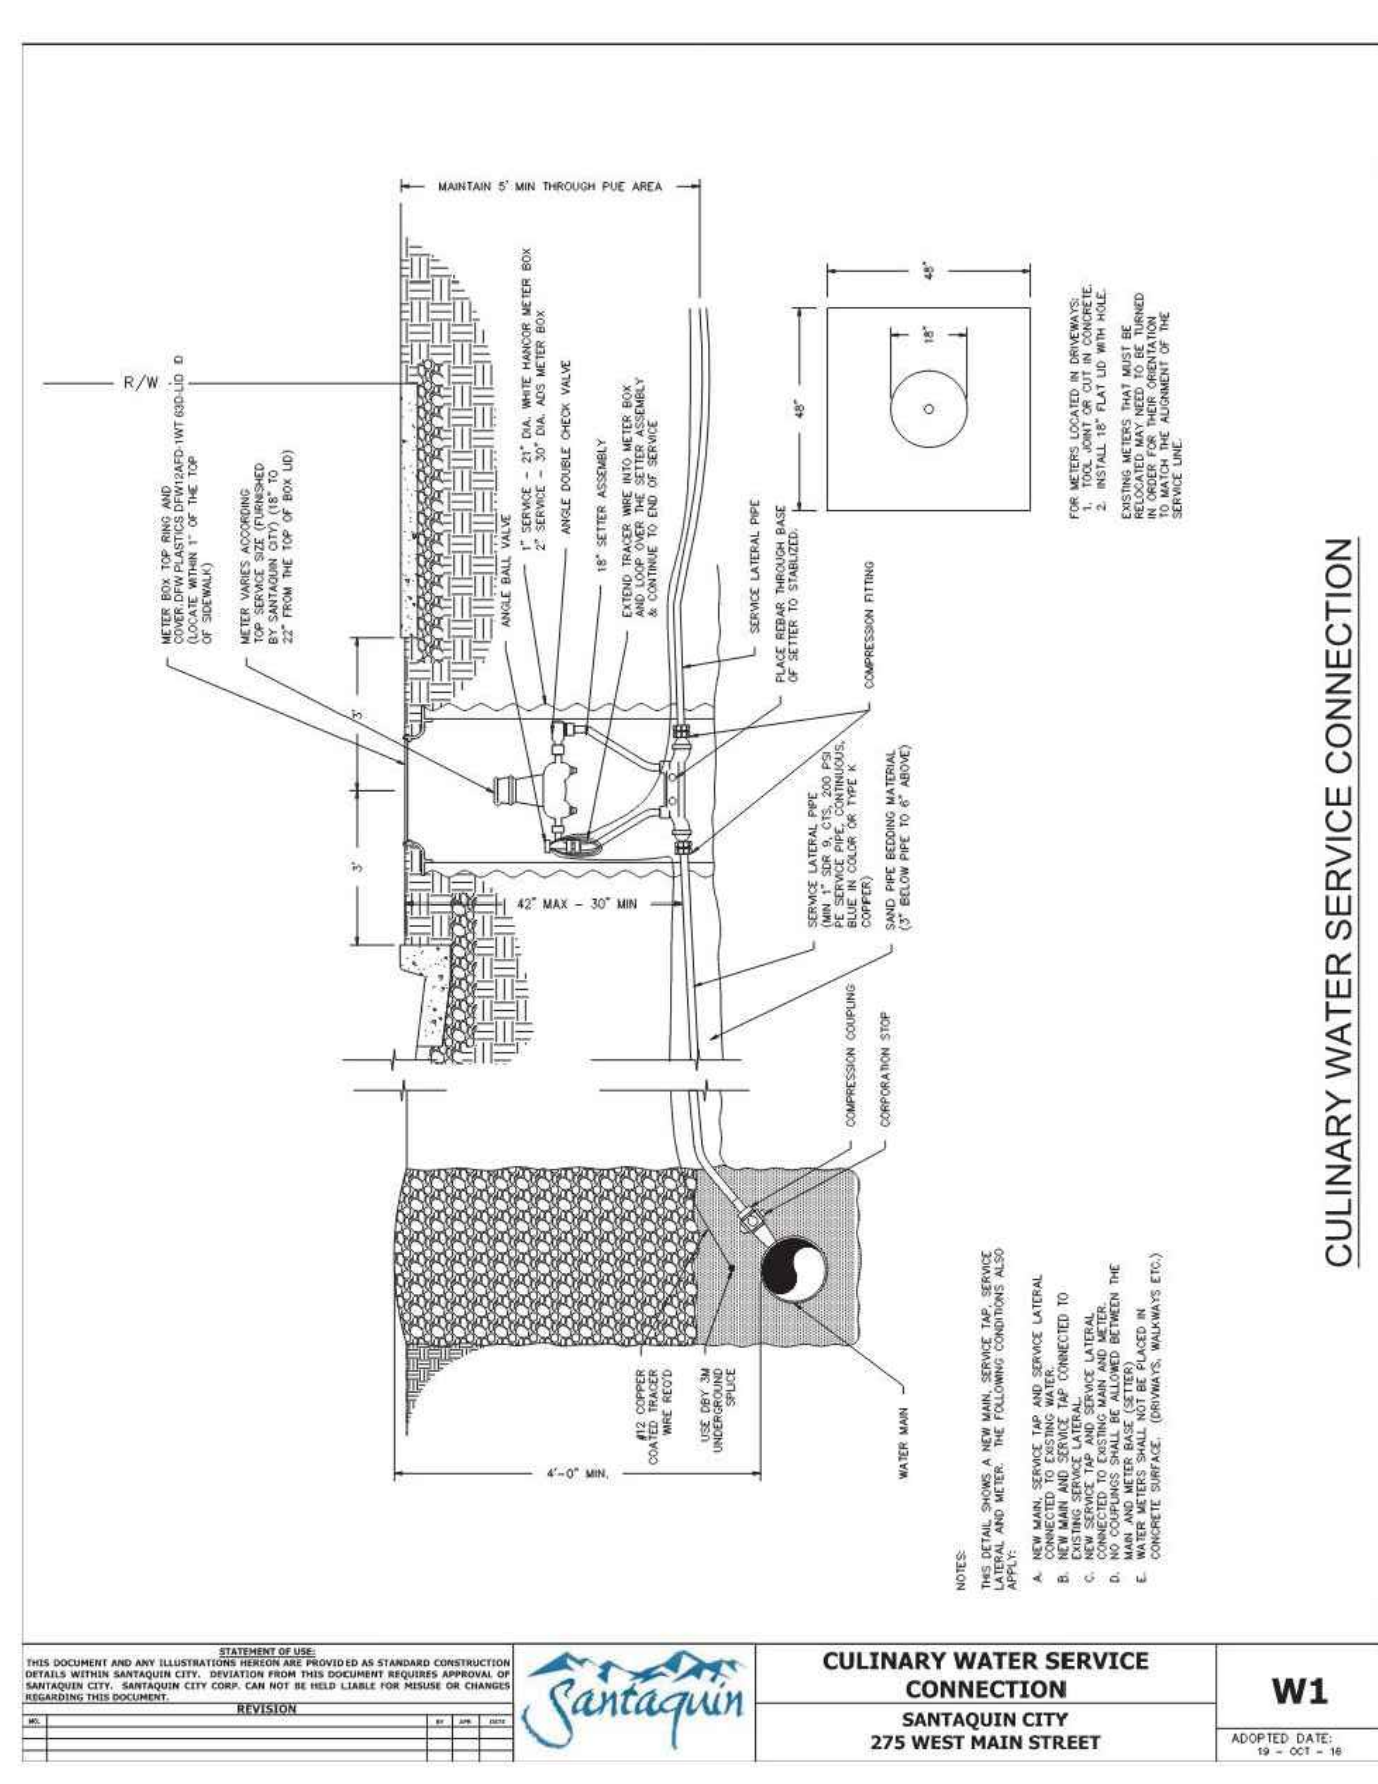 MAINTAIN 5' MIN THROUGH PUE AREA
R/W
METER BOX TOP RING AND
COVER.DFW PLASTICS DFW12AFD-1WT 63D-LID D
(LOCATE WITHIN 1" OF THE TOP
OF SIDEWALK)
METER VARIES ACCORDING
TOP SERVICE SIZE (FURNISHED
BY SANTAQUIN CITY) (18" TO
22" FROM THE TOP OF BOX LID)
3'
3'
ANGLE BALL VALVE
1" SERVICE - 21" DIA. WHITE HANCOR METER BOX
2" SERVICE - 30" DIA. ADS METER BOX
ANGLE DOUBLE CHECK VALVE
18" SETTER ASSEMBLY
EXTEND TRACER WIRE INTO METER BOX
AND LOOP OVER THE SETTER ASSEMBLY
& CONTINUE TO END OF SERVICE
SERVICE LATERAL PIPE
PLACE REBAR THROUGH BASE
OF SETTER TO STABLIZED.
COMPRESSION FITTING
48"
48"
18"
FOR METERS LOCATED IN DRIVEWAYS:
1. TOOL JOINT OR CUT IN CONCRETE.
2. INSTALL 18" FLAT LID WITH HOLE.
EXISTING METERS THAT MUST BE
RELOCATED MAY NEED TO BE TURNED
IN ORDER FOR THEIR ORIENTATION
TO MATCH THE ALIGNMENT OF THE
SERVICE LINE.
42" MAX - 30" MIN
SERVICE LATERAL PIPE
(MIN 1" SDR 9, CTS, 200 PSI
PE SERVICE PIPE, CONTINUOUS,
BLUE IN COLOR OR TYPE K
COPPER)
SAND PIPE BEDDING MATERIAL
(3" BELOW PIPE TO 6" ABOVE)
COMPRESSION COUPLING
CORPORATION STOP
#12 COPPER
COATED TRACER
WIRE REQ'D
USE DBY 3M
UNDERGROUND
SPLICE
4'-0" MIN.
WATER MAIN
NOTES:
THIS DETAIL SHOWS A NEW MAIN, SERVICE TAP, SERVICE
LATERAL AND METER. THE FOLLOWING CONDITIONS ALSO
APPLY:
A. NEW MAIN, SERVICE TAP AND SERVICE LATERAL
CONNECTED TO EXISTING WATER.
B. NEW MAIN AND SERVICE TAP CONNECTED TO
EXISTING SERVICE LATERAL.
C. NEW SERVICE TAP AND SERVICE LATERAL
CONNECTED TO EXISTING MAIN AND METER.
D. NO COUPLINGS SHALL BE ALLOWED BETWEEN THE
MAIN AND METER BASE (SETTER)
E. WATER METERS SHALL NOT BE PLACED IN
CONCRETE SURFACE. (DRIVWAYS, WALKWAYS ETC.)
CULINARY WATER SERVICE CONNECTION
STATEMENT OF USE:
THIS DOCUMENT AND ANY ILLUSTRATIONS HEREON ARE PROVIDED AS STANDARD CONSTRUCTION
DETAILS WITHIN SANTAQUIN CITY. DEVIATION FROM THIS DOCUMENT REQUIRES APPROVAL OF
SANTAQUIN CITY. SANTAQUIN CITY CORP. CAN NOT BE HELD LIABLE FOR MISUSE OR CHANGES
REGARDING THIS DOCUMENT.
REVISION
NO. BY APR. DATE
Santaquin
CULINARY WATER SERVICE
CONNECTION
SANTAQUIN CITY
275 WEST MAIN STREET
W1
ADOPTED DATE:
19 - OCT - 16